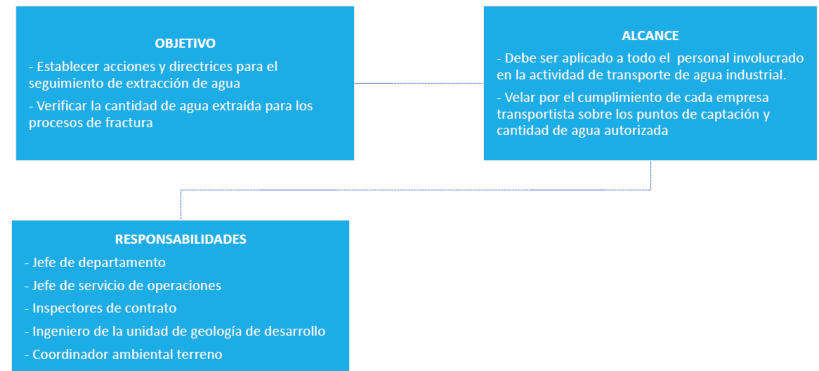 OBJETIVO
- Establecer acciones y directrices para el
seguimiento de extracción de agua
- Verificar la cantidad de agua extraída para los
procesos de fractura
ALCANCE
- Debe ser aplicado a todo el personal involucrado
en la actividad de transporte de agua industrial.
- Velar por el cumplimiento de cada empresa
transportista sobre los puntos de captación y
cantidad de agua autorizada
RESPONSABILIDADES
- Jefe de departamento
- Jefe de servicio de operaciones
- Inspectores de contrato
- Ingeniero de la unidad de geología de desarrollo
- Coordinador ambiental terreno